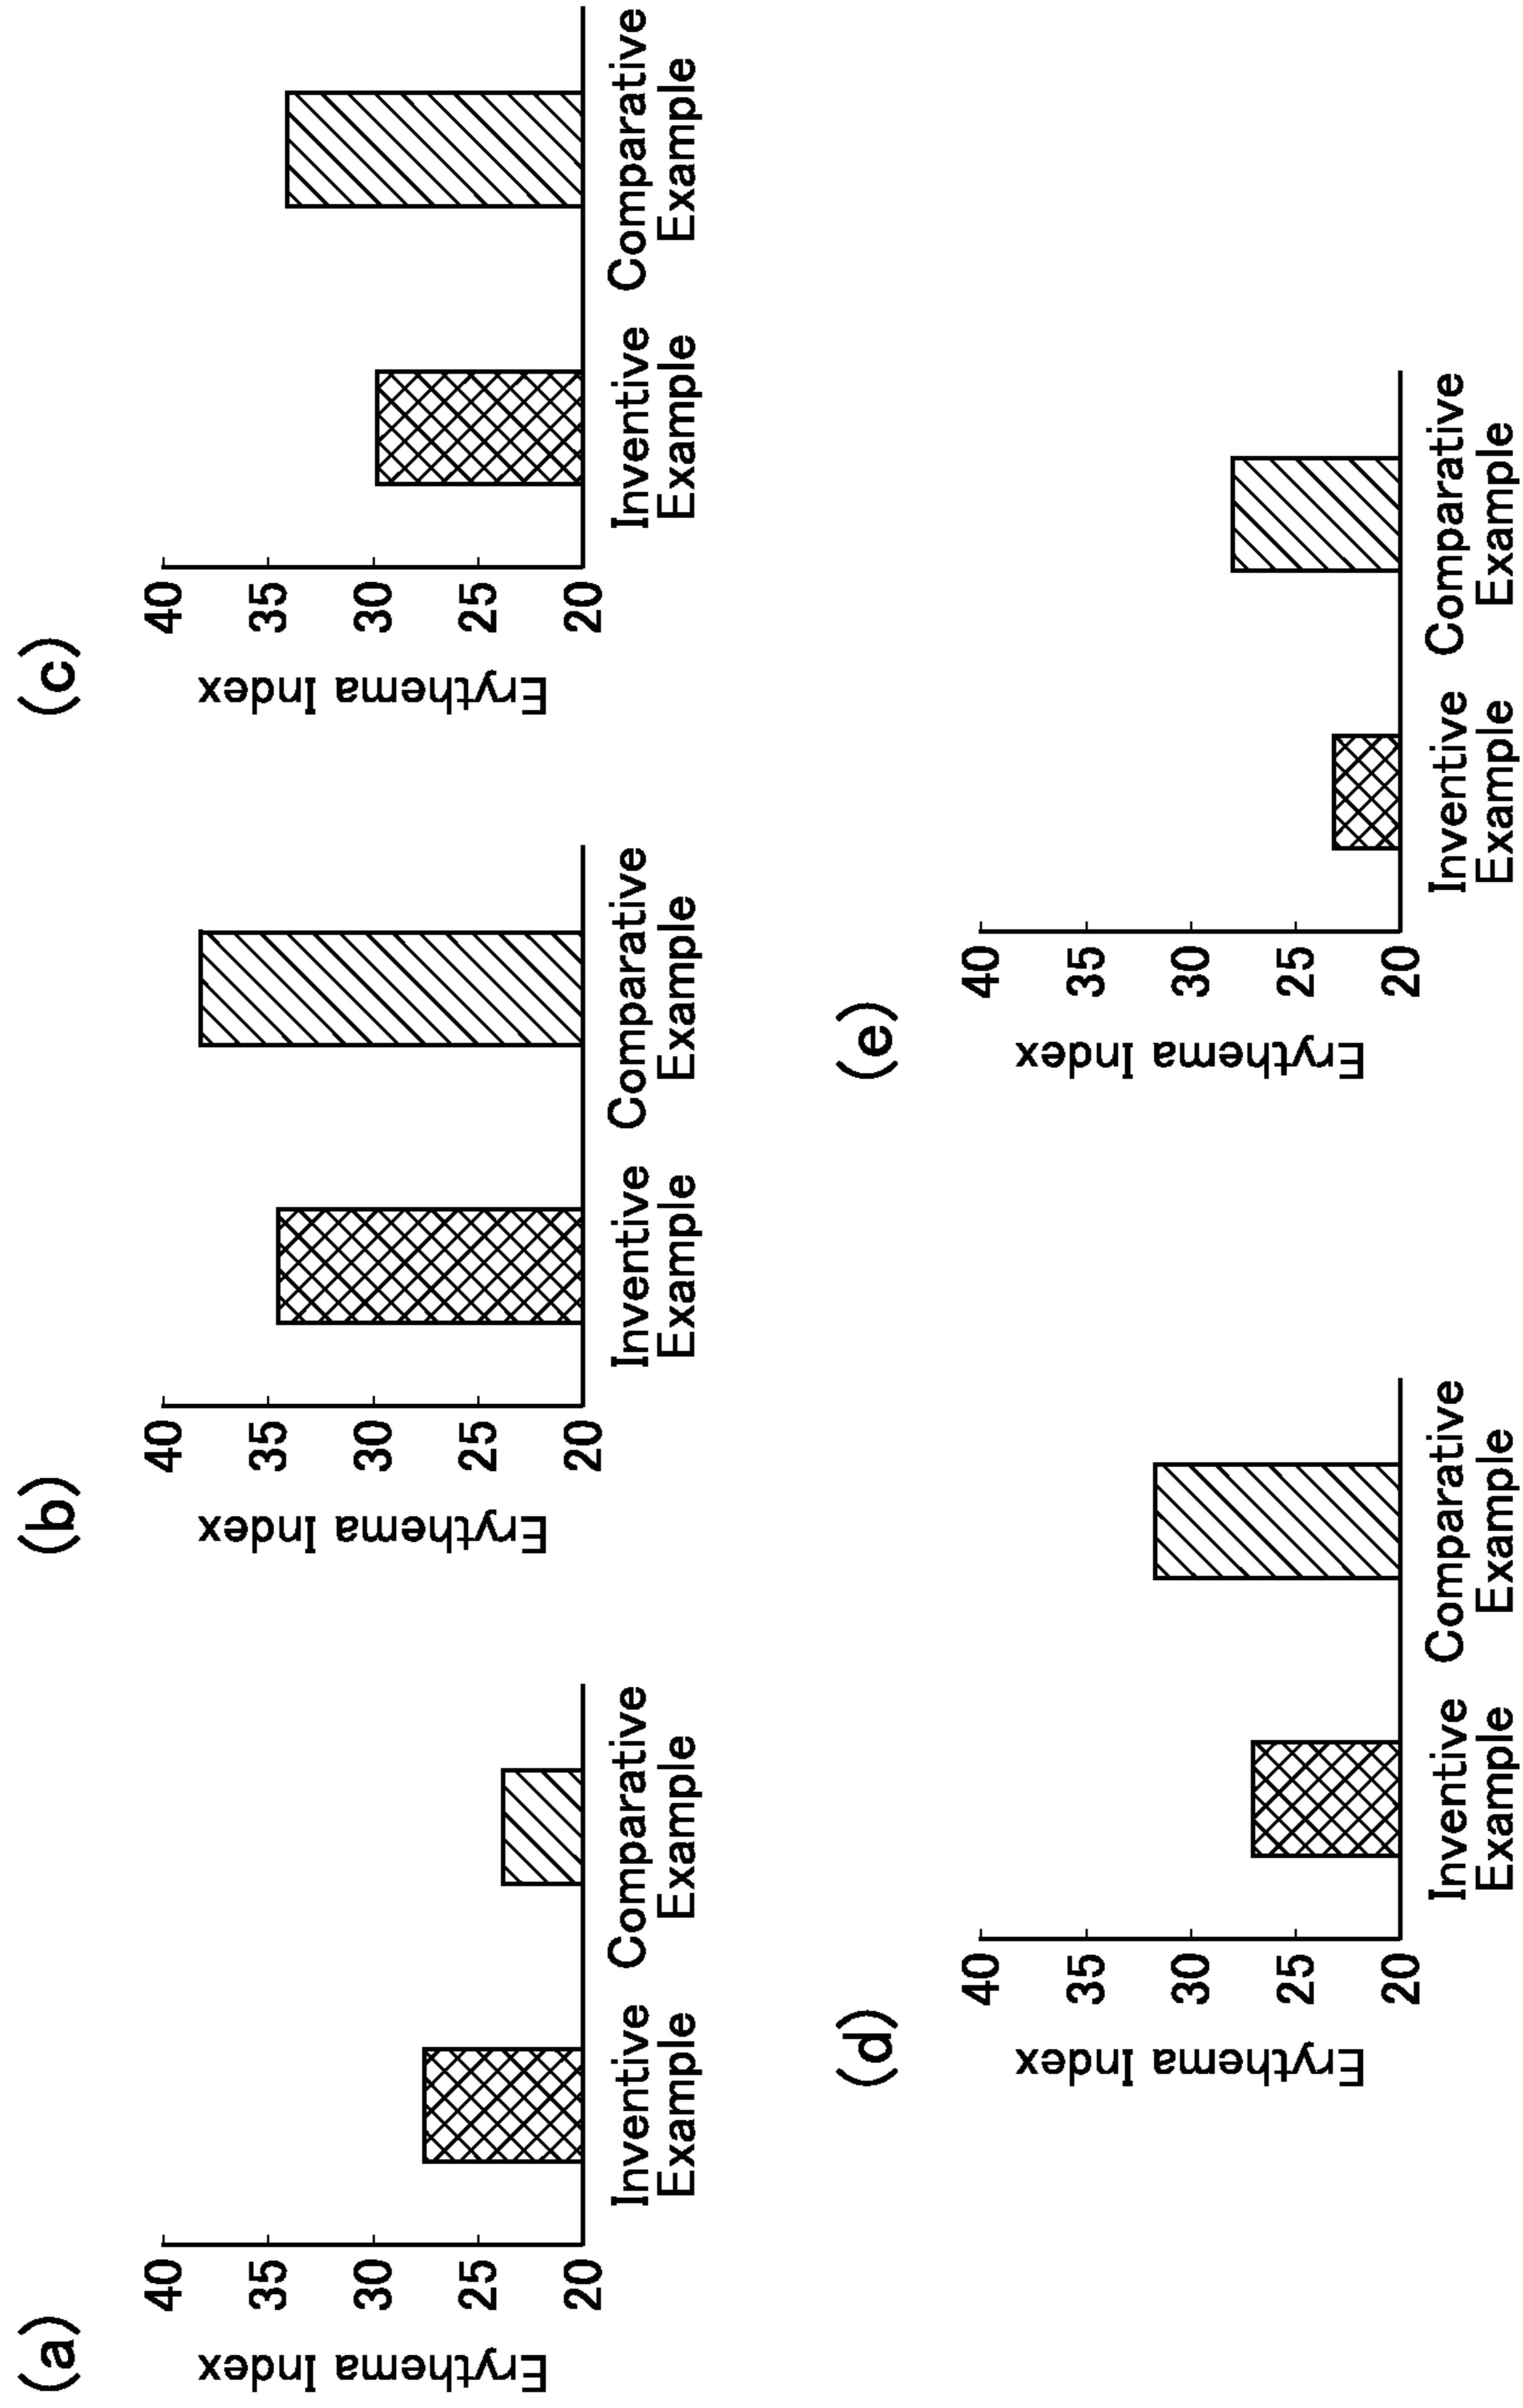 (a)
Erythema Index
40
35
30
25
20
Inventive
Example
Comparative
Example
(b)
Erythema Index
40
35
30
25
20
Inventive
Example
Comparative
Example
(c)
Erythema Index
40
35
30
25
20
Inventive
Example
Comparative
Example
(d)
Erythema Index
40
35
30
25
20
Inventive
Example
Comparative
Example
(e)
Erythema Index
40
35
30
25
20
Inventive
Example
Comparative
Example